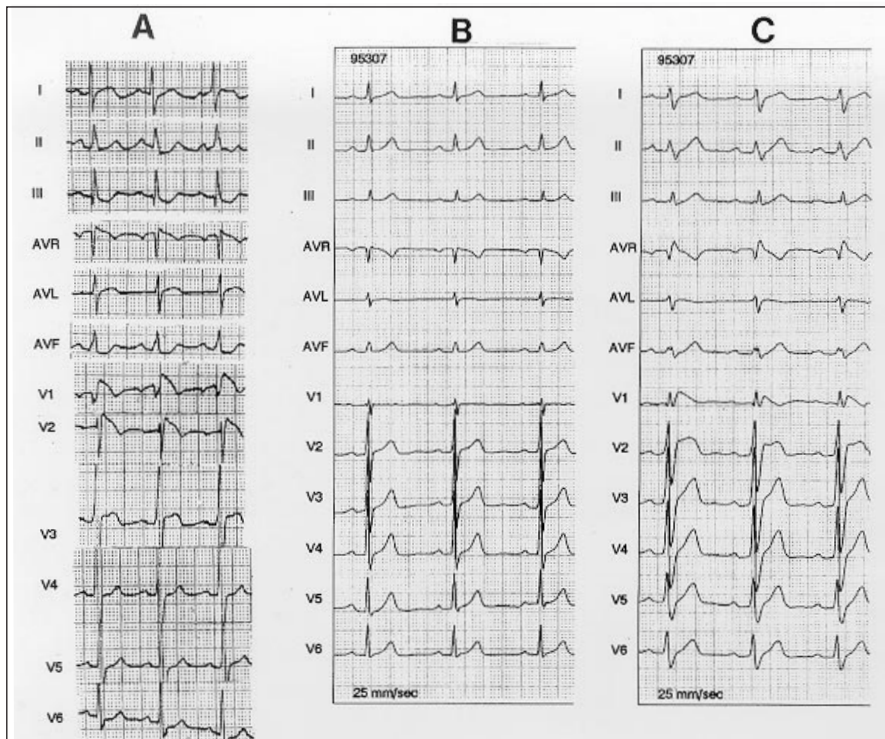 A
I
II
III
AVR
AVL
AVF
V1
V2
V3
V4
V5
V6
B
95307
I
II
III
AVR
AVL
AVF
V1
V2
V3
V4
V5
V6
25 mm/sec
C
95307
I
II
III
AVR
AVL
AVF
V1
V2
V3
V4
V5
V6
25 mm/sec